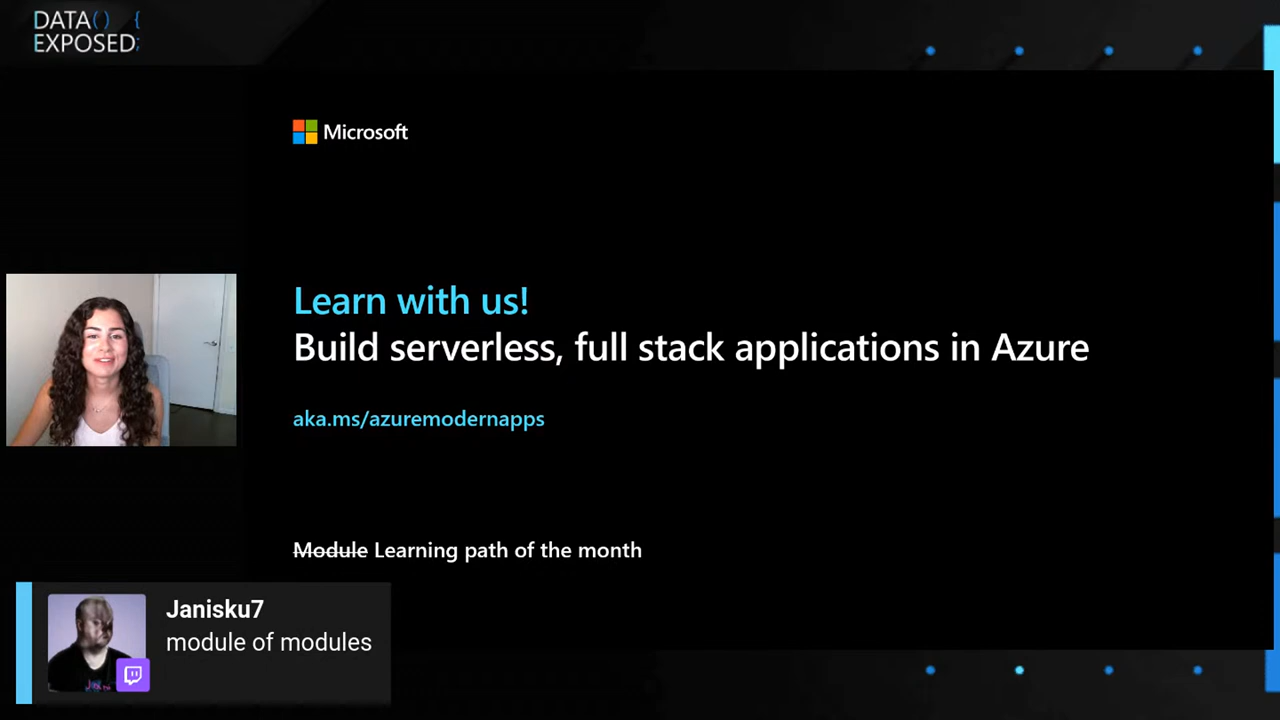 DATA() {
EXPOSED;
Microsoft
Learn with us!
Build serverless, full stack applications in Azure
aka.ms/azuremodernapps
Module Learning path of the month
Janisku7
module of modules